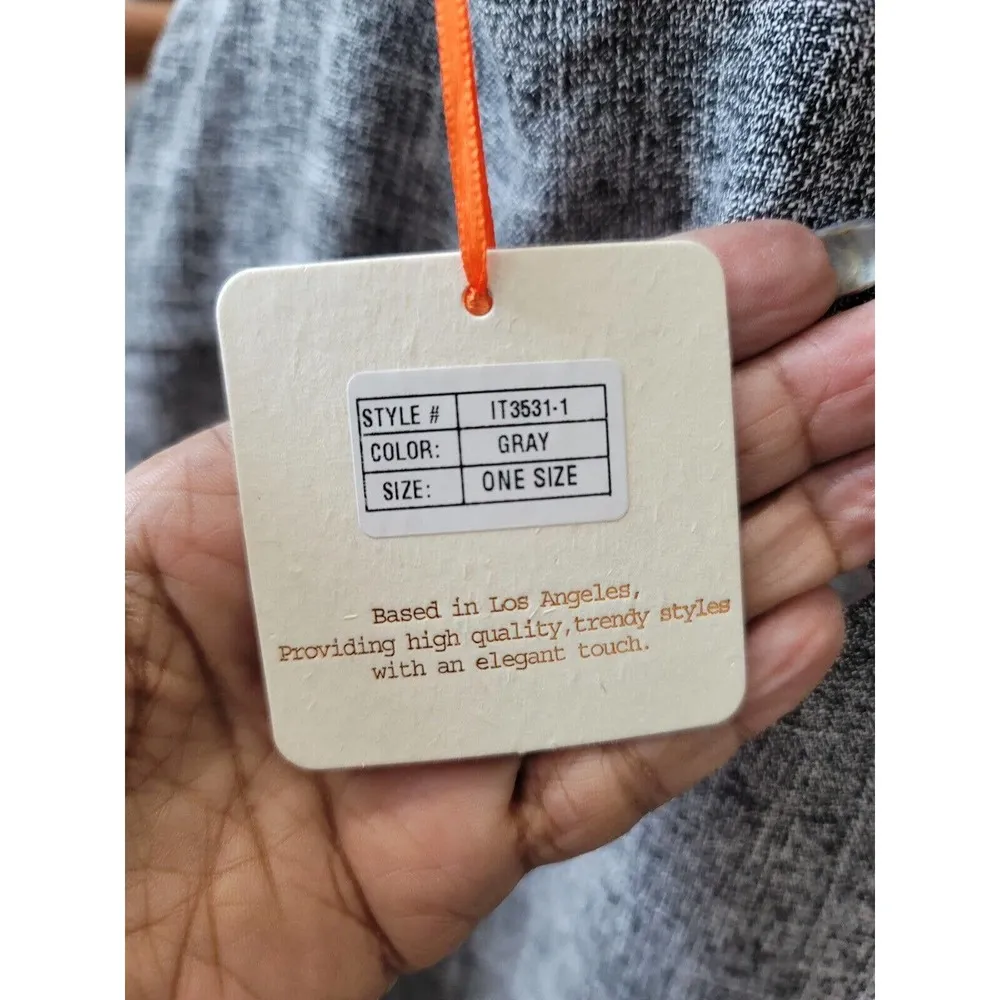 STYLE # IT3531-1
COLOR: GRAY
SIZE: ONE SIZE
Based in Los Angeles,
Providing high quality,trendy styles
with an elegant touch.